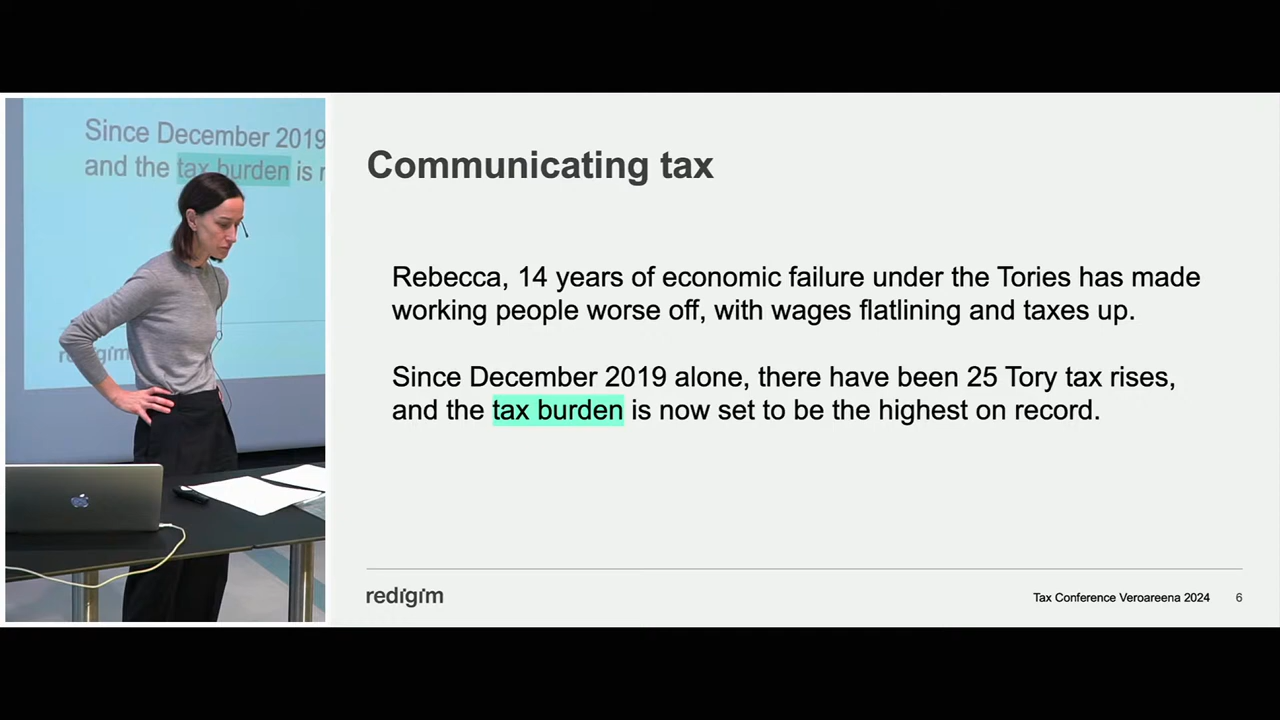 Since December 2019
and the tax burden is
redigim
Communicating tax
Rebecca, 14 years of economic failure under the Tories has made
working people worse off, with wages flatlining and taxes up.
Since December 2019 alone, there have been 25 Tory tax rises,
and the tax burden is now set to be the highest on record.
redigim
Tax Conference Veroareena 2024 6